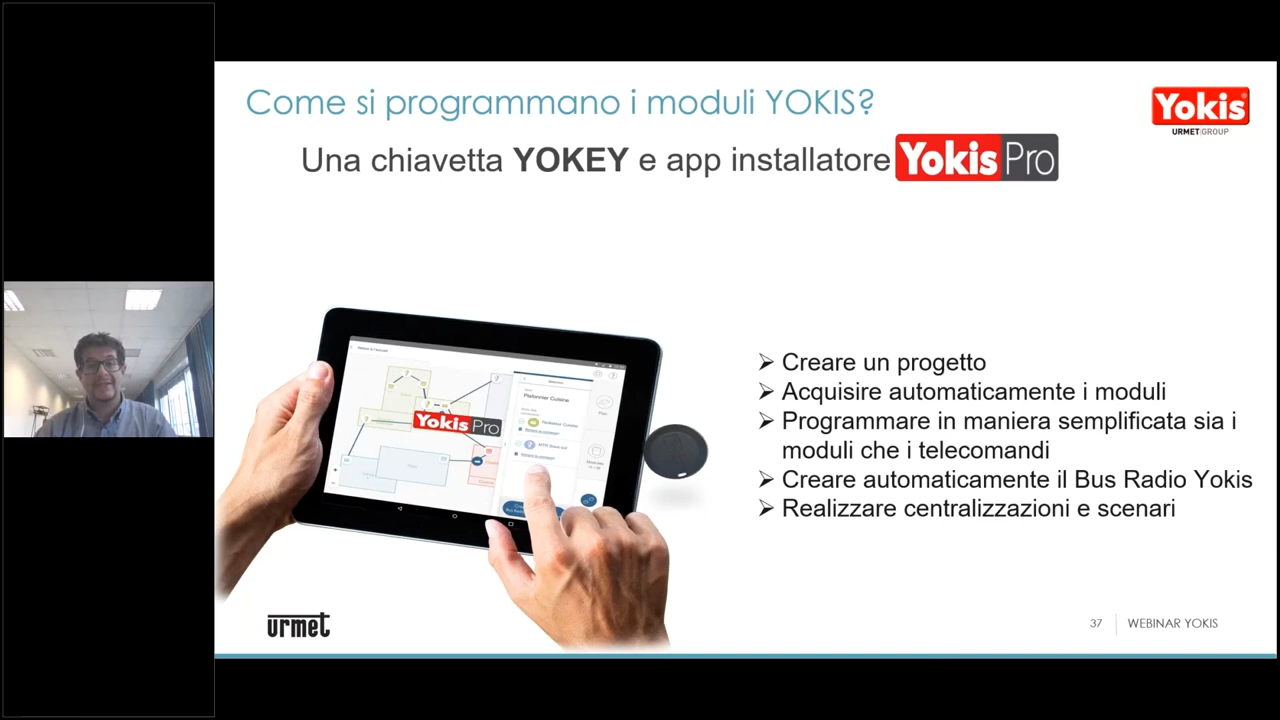 Come si programmano i moduli YOKIS?
Yokis
URMET GROUP
Una chiavetta YOKEY e app installatore Yokis Pro
Plafonnier Cuisine
Yokis Pro
➢ Creare un progetto
➢ Acquisire automaticamente i moduli
➢ Programmare in maniera semplificata sia i
moduli che i telecomandi
➢ Creare automaticamente il Bus Radio Yokis
➢ Realizzare centralizzazioni e scenari
urmet
37
WEBINAR YOKIS